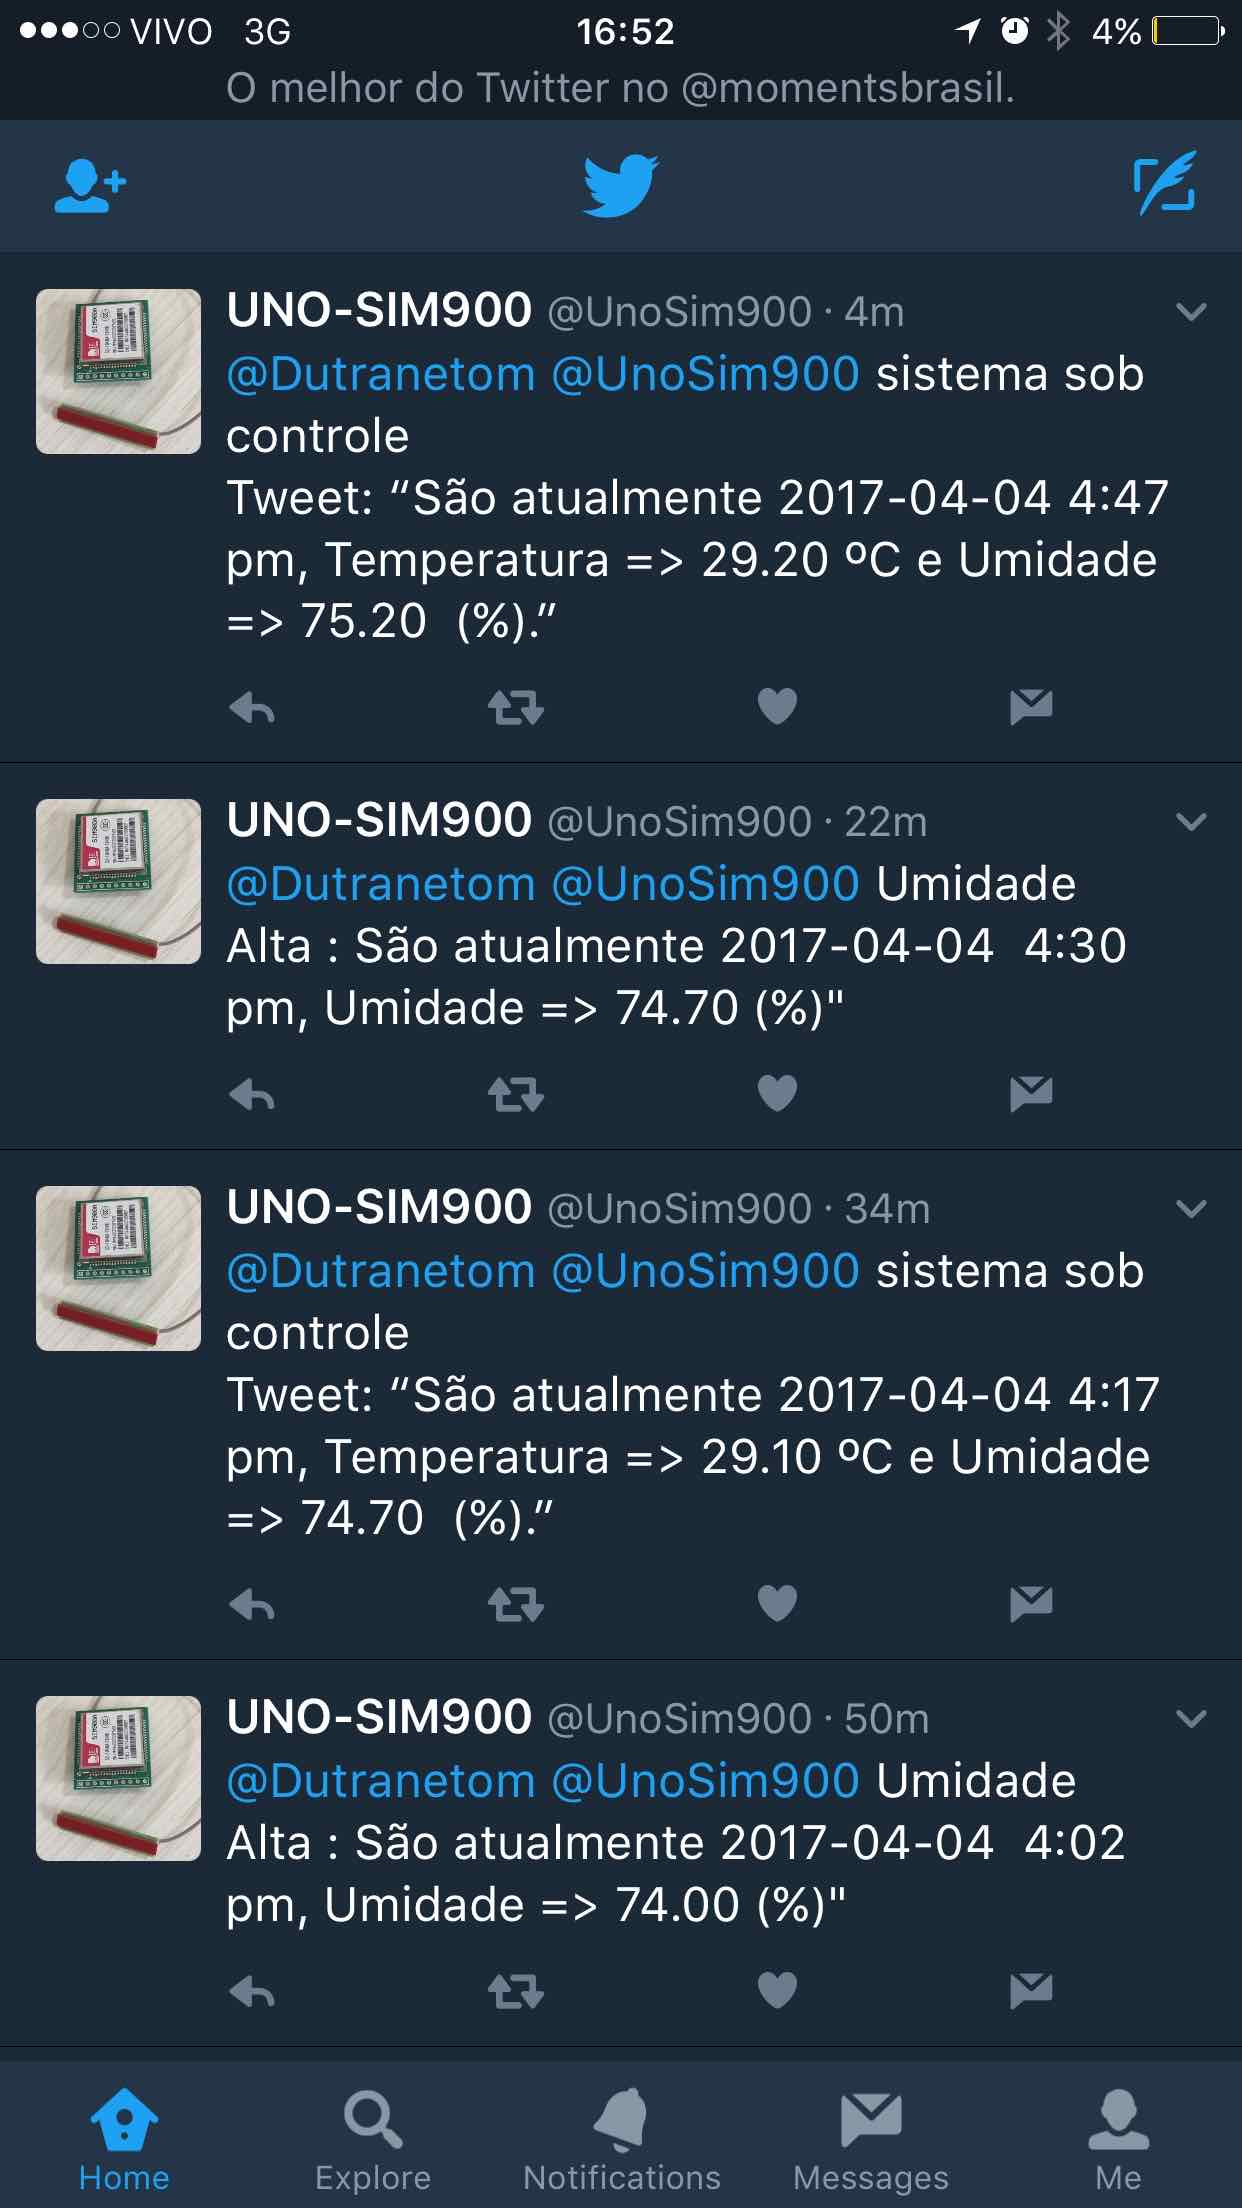 VIVO 3G 16:52 4%
O melhor do Twitter no @momentsbrasil.
UNO-SIM900 @UnoSim900 · 4m
@Dutranetom @UnoSim900 sistema sob
controle
Tweet: “São atualmente 2017-04-04 4:47
pm, Temperatura => 29.20 ºC e Umidade
=> 75.20 (%).”
UNO-SIM900 @UnoSim900 · 22m
@Dutranetom @UnoSim900 Umidade
Alta : São atualmente 2017-04-04 4:30
pm, Umidade => 74.70 (%)"
UNO-SIM900 @UnoSim900 · 34m
@Dutranetom @UnoSim900 sistema sob
controle
Tweet: “São atualmente 2017-04-04 4:17
pm, Temperatura => 29.10 ºC e Umidade
=> 74.70 (%).”
UNO-SIM900 @UnoSim900 · 50m
@Dutranetom @UnoSim900 Umidade
Alta : São atualmente 2017-04-04 4:02
pm, Umidade => 74.00 (%)"
Home Explore Notifications Messages Me